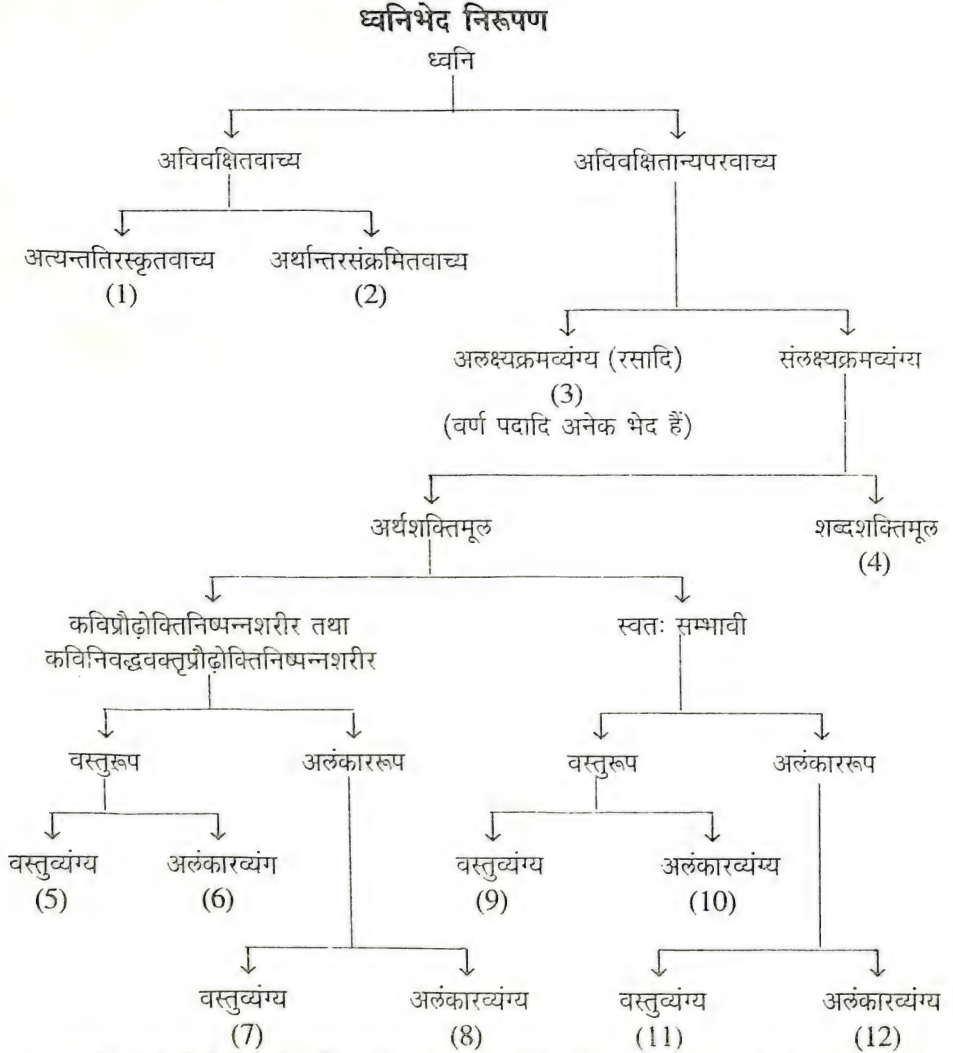 ध्वनिभेद निरूपण
ध्वनि
अविवक्षितवाच्य अविवक्षितान्यपरवाच्य
अत्यन्ततिरस्कृतवाच्य अर्थान्तरसंक्रमितवाच्य
(1) (2)
अलक्ष्यक्रमव्यंग्य (रसादि) संलक्ष्यक्रमव्यंग्य
(3)
(वर्ण पदादि अनेक भेद हैं)
अर्थशक्तिमूल शब्दशक्तिमूल
(4)
कविप्रौढ़ोक्तिनिष्पन्नशरीर तथा स्वतः सम्भावी
कविनिवद्धवक्तृप्रौढ़ोक्तिनिष्पन्नशरीर
वस्तुरूप अलंकाररूप वस्तुरूप अलंकाररूप
वस्तुव्यंग्य अलंकारव्यंग वस्तुव्यंग्य अलंकारव्यंग्य
(5) (6) (9) (10)
वस्तुव्यंग्य अलंकारव्यंग्य वस्तुव्यंग्य अलंकारव्यंग्य
(7) (8) (11) (12)